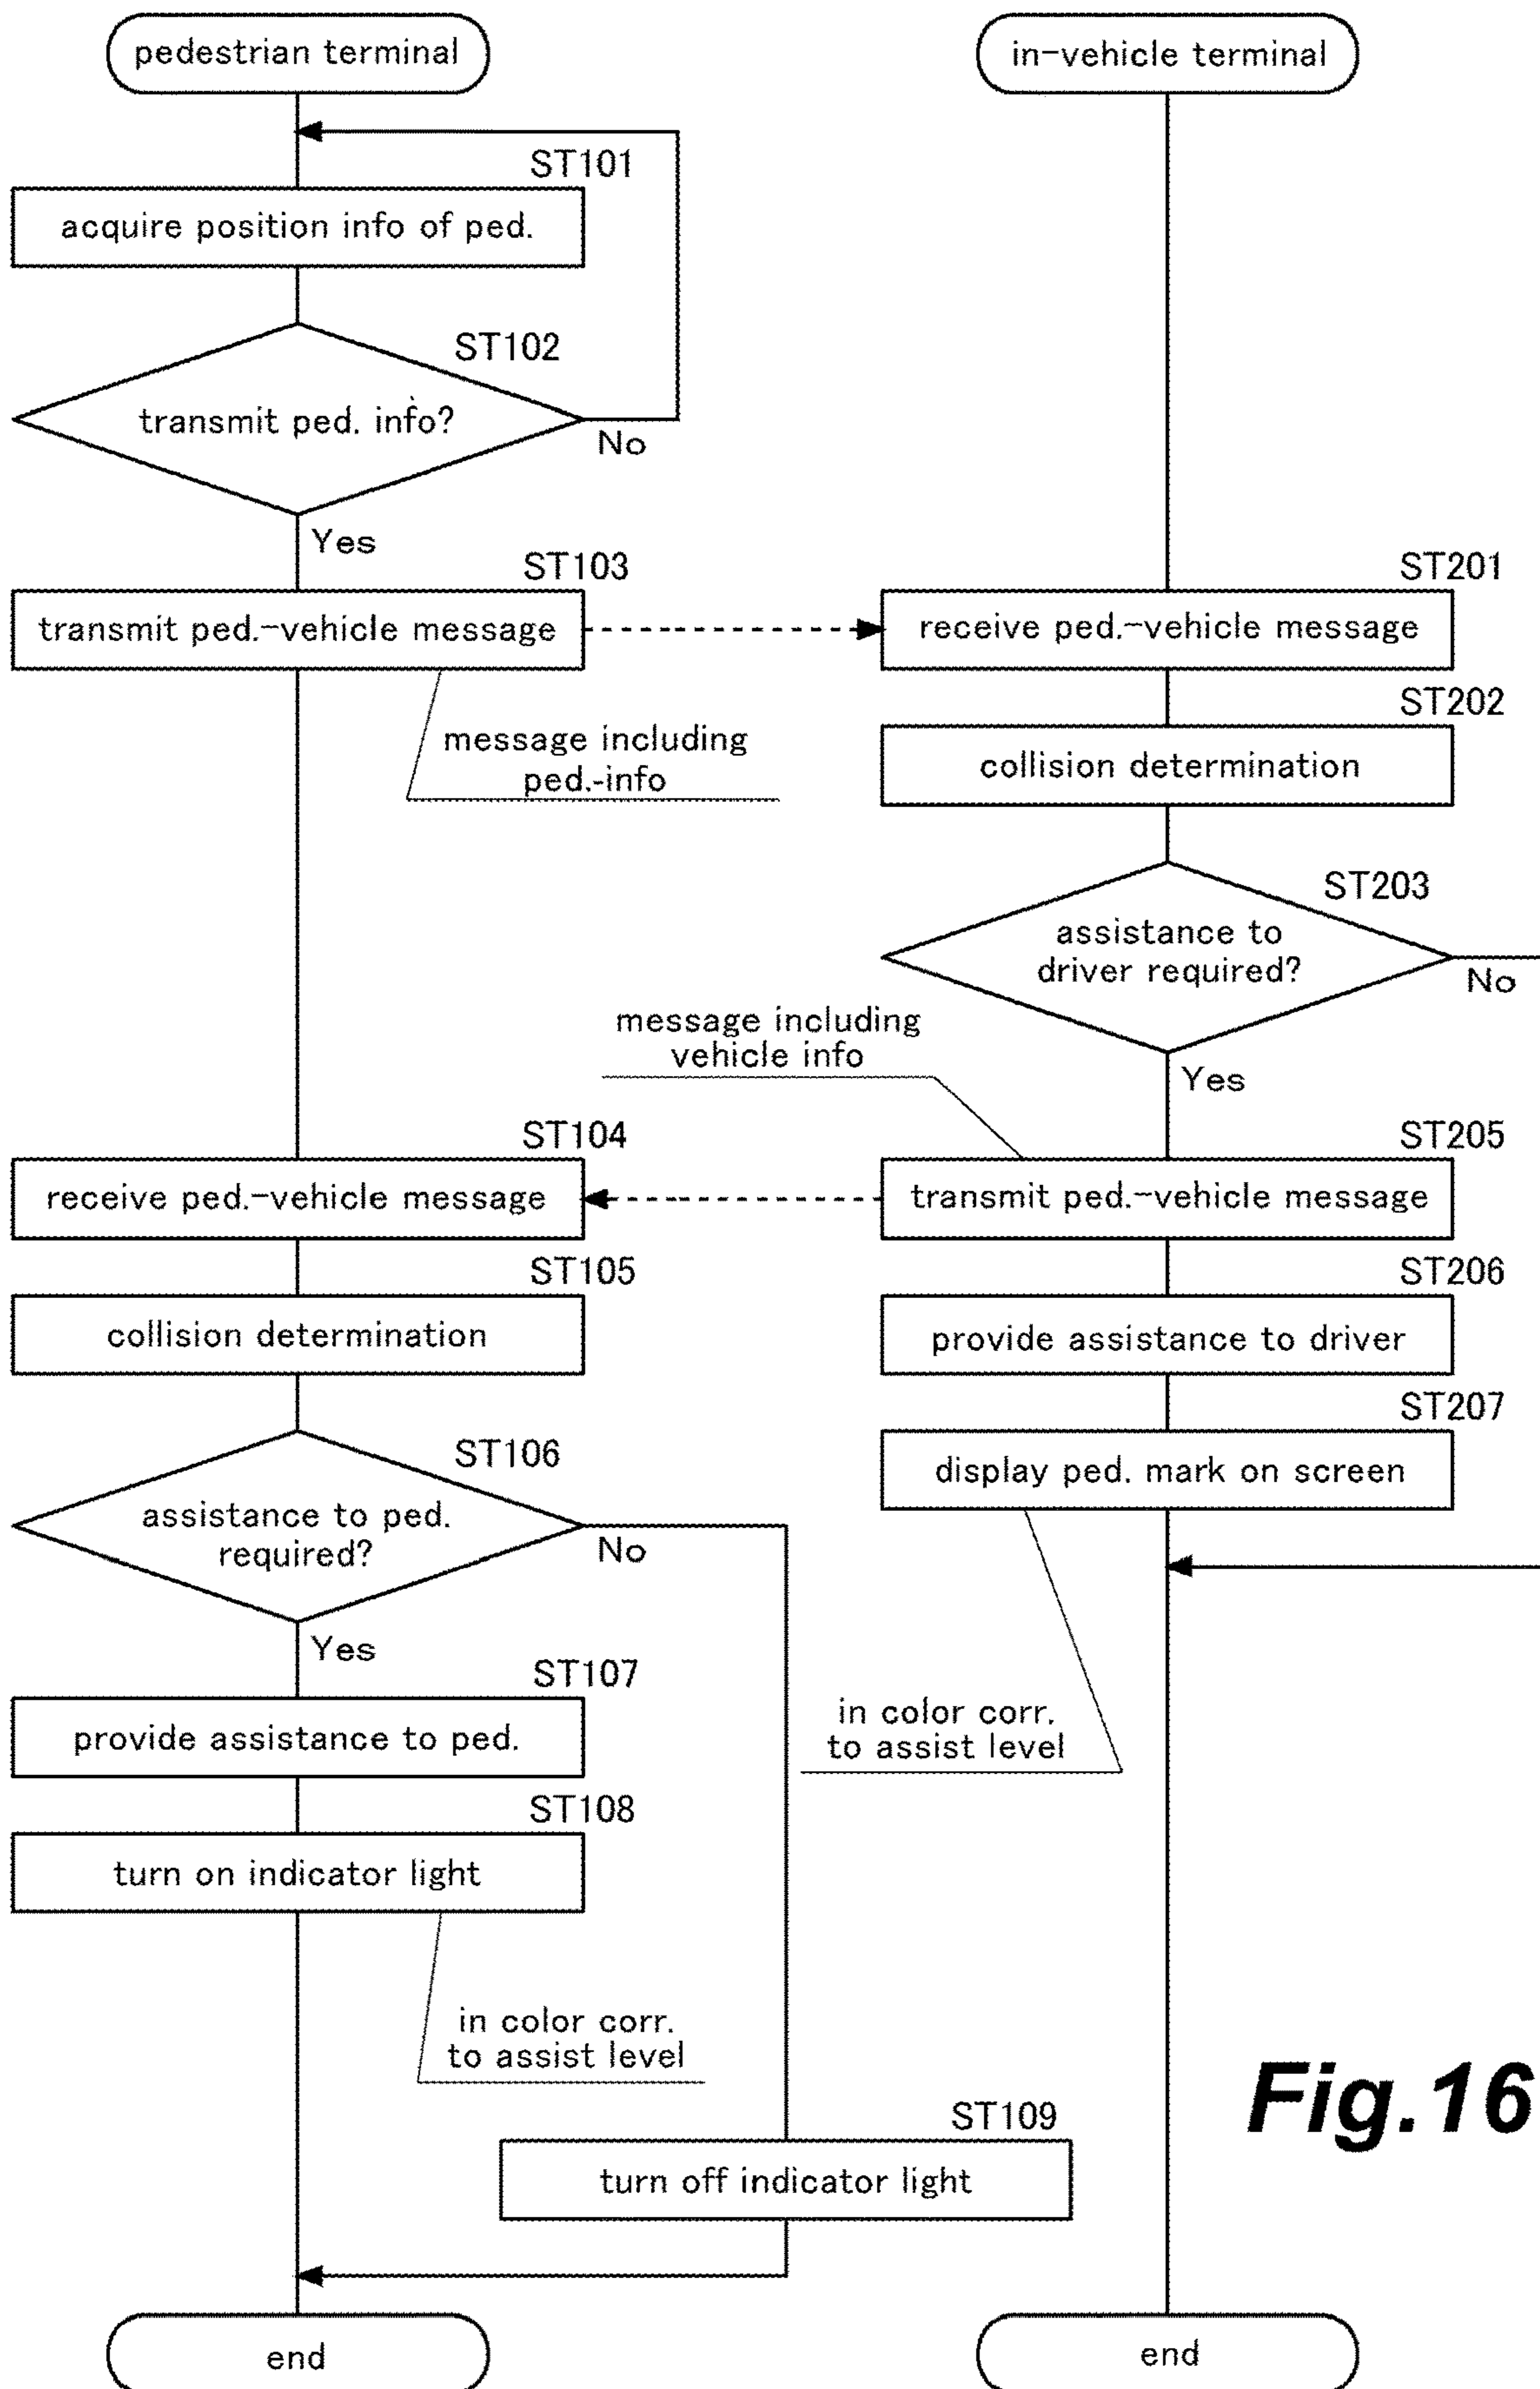 pedestrian terminal
in-vehicle terminal
ST101
acquire position info of ped.
ST102
transmit ped. info?
No
Yes
ST103
transmit ped.-vehicle message
message including
ped.-info
ST201
receive ped.-vehicle message
ST202
collision determination
ST203
assistance to
driver required?
No
Yes
message including
vehicle info
ST205
transmit ped.-vehicle message
ST104
receive ped.-vehicle message
ST105
collision determination
ST206
provide assistance to driver
ST207
display ped. mark on screen
in color corr.
to assist level
ST106
assistance to ped.
required?
No
Yes
ST107
provide assistance to ped.
ST108
turn on indicator light
in color corr.
to assist level
ST109
turn off indicator light
Fig.16
end
end